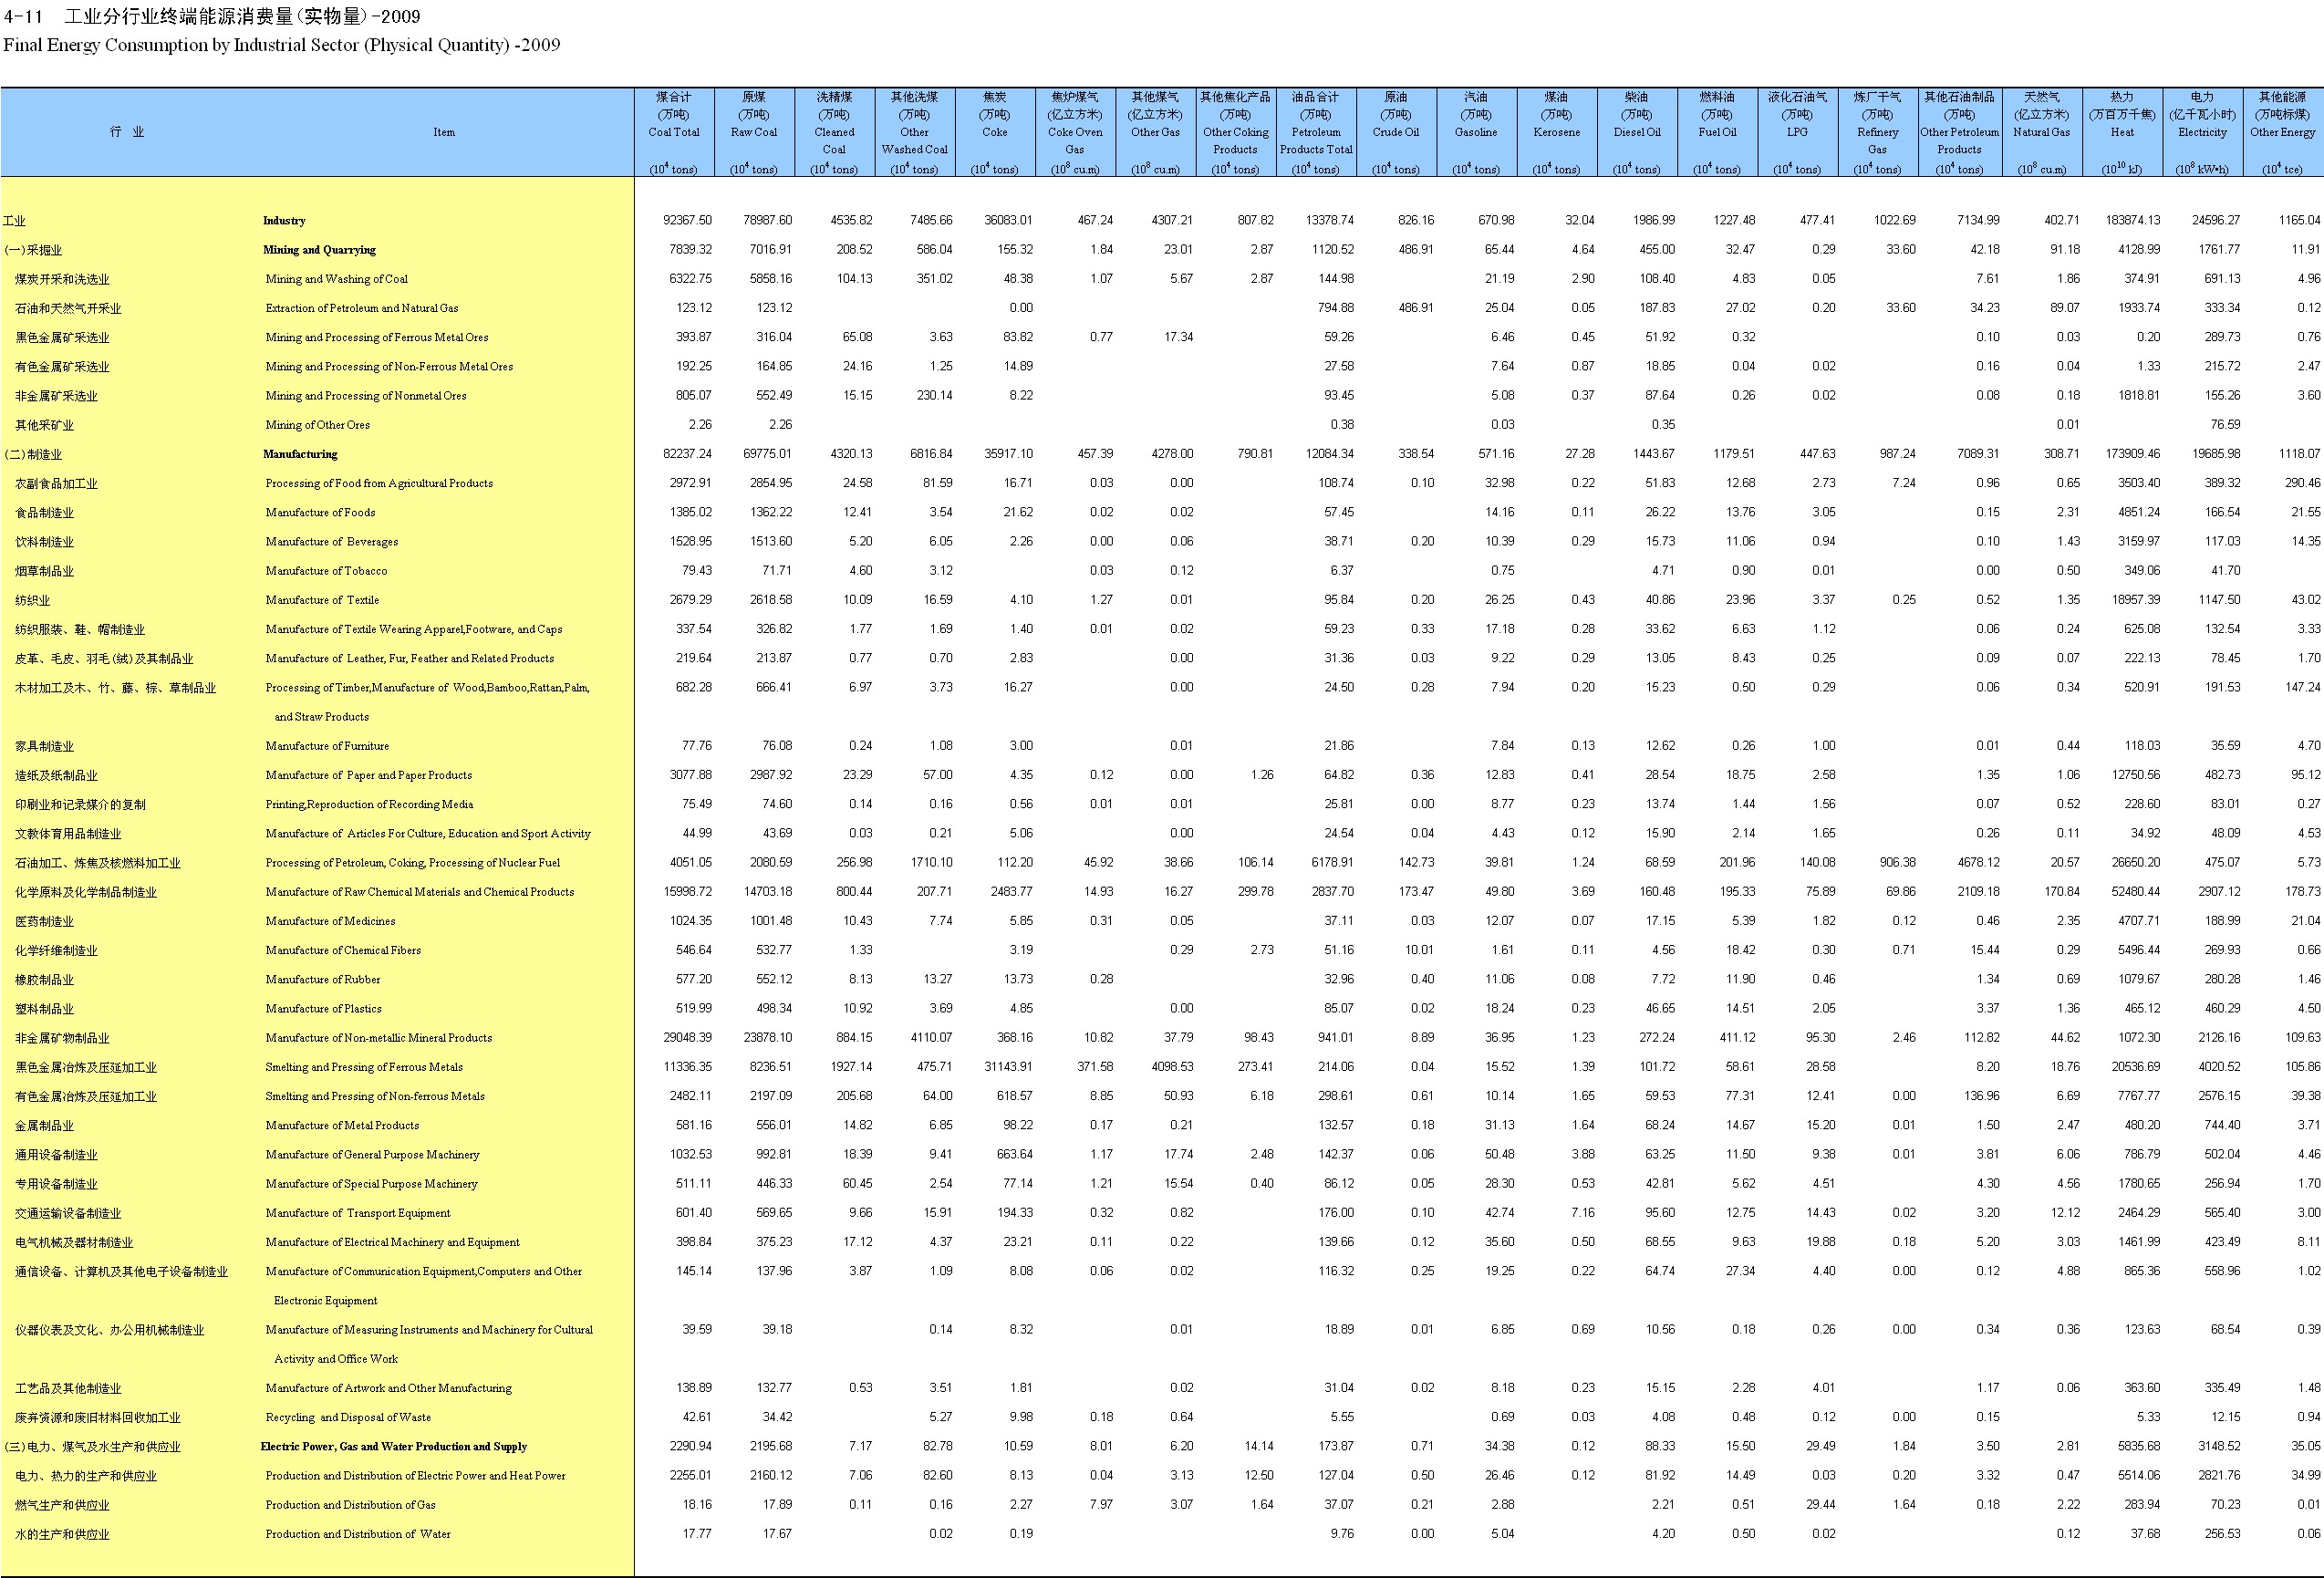 4-11 工业分行业终端能源消费量(实物量)-2009
Final Energy Consumption by Industrial Sector (Physical Quantity) -2009
煤合计 原煤 洗精煤 其他洗煤 焦炭 焦炉煤气 其他煤气 其他焦化产品 油品合计 原油 汽油 煤油 柴油 燃料油 液化石油气 炼厂干气 其他石油制品 天然气 热力 电力 其他能源
(万吨) (万吨) (万吨) (万吨) (万吨) (亿立方米) (亿立方米) (万吨) (万吨) (万吨) (万吨) (万吨) (万吨) (万吨) (万吨) (万吨) (万吨) (亿立方米) (万百万千焦) (亿千瓦小时) (万吨标煤)
行 业 Item Coal Total Raw Coal Cleaned Other Coke Coke Oven Other Gas Other Coking Petroleum Crude Oil Gasoline Kerosene Diesel Oil Fuel Oil LPG Refinery Other Petroleum Natural Gas Heat Electricity Other Energy
Coal Washed Coal Gas Products Products Total Gas Products
(10⁴ tons) (10⁴ tons) (10⁴ tons) (10⁴ tons) (10⁴ tons) (10⁸ cu.m) (10⁸ cu.m) (10⁴ tons) (10⁴ tons) (10⁴ tons) (10⁴ tons) (10⁴ tons) (10⁴ tons) (10⁴ tons) (10⁴ tons) (10⁴ tons) (10⁴ tons) (10⁸ cu.m) (10¹⁰ kJ) (10⁸ kW•h) (10⁴ tce)
工业 Industry 92367.50 78987.60 4535.82 7485.66 36083.01 467.24 4307.21 807.82 13378.74 826.16 670.98 32.04 1986.99 1227.48 477.41 1022.69 7134.99 402.71 183874.13 24596.27 1165.04
(一)采掘业 Mining and Quarrying 7839.32 7016.91 208.52 586.04 155.32 1.84 23.01 2.87 1120.52 486.91 65.44 4.64 455.00 32.47 0.29 33.60 42.18 91.18 4128.99 1761.77 11.91
煤炭开采和洗选业 Mining and Washing of Coal 6322.75 5858.16 104.13 351.02 48.38 1.07 5.67 2.87 144.98 21.19 2.90 108.40 4.83 0.05 7.61 1.86 374.91 691.13 4.96
石油和天然气开采业 Extraction of Petroleum and Natural Gas 123.12 123.12 0.00 794.88 486.91 25.04 0.05 187.83 27.02 0.20 33.60 34.23 89.07 1933.74 333.34 0.12
黑色金属矿采选业 Mining and Processing of Ferrous Metal Ores 393.87 316.04 65.08 3.63 83.82 0.77 17.34 59.26 6.46 0.45 51.92 0.32 0.10 0.03 0.20 289.73 0.76
有色金属矿采选业 Mining and Processing of Non-Ferrous Metal Ores 192.25 164.85 24.16 1.25 14.89 27.58 7.64 0.87 18.85 0.04 0.02 0.16 0.04 1.33 215.72 2.47
非金属矿采选业 Mining and Processing of Nonmetal Ores 805.07 552.49 15.15 230.14 8.22 93.45 5.08 0.37 87.64 0.26 0.02 0.08 0.18 1818.81 155.26 3.60
其他采矿业 Mining of Other Ores 2.26 2.26 0.38 0.03 0.35 0.01 76.59
(二)制造业 Manufacturing 82237.24 69775.01 4320.13 6816.84 35917.10 457.39 4278.00 790.81 12084.34 338.54 571.16 27.28 1443.67 1179.51 447.63 987.24 7089.31 308.71 173909.46 19685.98 1118.07
农副食品加工业 Processing of Food from Agricultural Products 2972.91 2854.95 24.58 81.59 16.71 0.03 0.00 108.74 0.10 32.98 0.22 51.83 12.68 2.73 7.24 0.96 0.65 3503.40 389.32 290.46
食品制造业 Manufacture of Foods 1385.02 1362.22 12.41 3.54 21.62 0.02 0.02 57.45 14.16 0.11 26.22 13.76 3.05 0.15 2.31 4851.24 166.54 21.55
饮料制造业 Manufacture of Beverages 1528.95 1513.60 5.20 6.05 2.26 0.00 0.06 38.71 0.20 10.39 0.29 15.73 11.06 0.94 0.10 1.43 3159.97 117.03 14.35
烟草制品业 Manufacture of Tobacco 79.43 71.71 4.60 3.12 0.03 0.12 6.37 0.75 4.71 0.90 0.01 0.00 0.50 349.06 41.70
纺织业 Manufacture of Textile 2679.29 2618.58 10.09 16.59 4.10 1.27 0.01 95.84 0.20 26.25 0.43 40.86 23.96 3.37 0.25 0.52 1.35 18957.39 1147.50 43.02
纺织服装、鞋、帽制造业 Manufacture of Textile Wearing Apparel,Footware, and Caps 337.54 326.82 1.77 1.69 1.40 0.01 0.02 59.23 0.33 17.18 0.28 33.62 6.63 1.12 0.06 0.24 625.08 132.54 3.33
皮革、毛皮、羽毛(绒)及其制品业 Manufacture of Leather, Fur, Feather and Related Products 219.64 213.87 0.77 0.70 2.83 0.00 31.36 0.03 9.22 0.29 13.05 8.43 0.25 0.09 0.07 222.13 78.45 1.70
木材加工及木、竹、藤、棕、草制品业 Processing of Timber,Manufacture of Wood,Bamboo,Rattan,Palm, 682.28 666.41 6.97 3.73 16.27 0.00 24.50 0.28 7.94 0.20 15.23 0.50 0.29 0.06 0.34 520.91 191.53 147.24
and Straw Products
家具制造业 Manufacture of Furniture 77.76 76.08 0.24 1.08 3.00 0.01 21.86 7.84 0.13 12.62 0.26 1.00 0.01 0.44 118.03 35.59 4.70
造纸及纸制品业 Manufacture of Paper and Paper Products 3077.88 2987.92 23.29 57.00 4.35 0.12 0.00 1.26 64.82 0.36 12.83 0.41 28.54 18.75 2.58 1.35 1.06 12750.56 482.73 95.12
印刷业和记录媒介的复制 Printing,Reproduction of Recording Media 75.49 74.60 0.14 0.16 0.56 0.01 0.01 25.81 0.00 8.77 0.23 13.74 1.44 1.56 0.07 0.52 228.60 83.01 0.27
文教体育用品制造业 Manufacture of Articles For Culture, Education and Sport Activity 44.99 43.69 0.03 0.21 5.06 0.00 24.54 0.04 4.43 0.12 15.90 2.14 1.65 0.26 0.11 34.92 48.09 4.53
石油加工、炼焦及核燃料加工业 Processing of Petroleum, Coking, Processing of Nuclear Fuel 4051.05 2080.59 256.98 1710.10 112.20 45.92 38.66 106.14 6178.91 142.73 39.81 1.24 68.59 201.96 140.08 906.38 4678.12 20.57 26650.20 475.07 5.73
化学原料及化学制品制造业 Manufacture of Raw Chemical Materials and Chemical Products 15998.72 14703.18 800.44 207.71 2483.77 14.93 16.27 299.78 2837.70 173.47 49.80 3.69 160.48 195.33 75.89 69.86 2109.18 170.84 52480.44 2907.12 178.73
医药制造业 Manufacture of Medicines 1024.35 1001.48 10.43 7.74 5.85 0.31 0.05 37.11 0.03 12.07 0.07 17.15 5.39 1.82 0.12 0.46 2.35 4707.71 188.99 21.04
化学纤维制造业 Manufacture of Chemical Fibers 546.64 532.77 1.33 3.19 0.29 2.73 51.16 10.01 1.61 0.11 4.56 18.42 0.30 0.71 15.44 0.29 5496.44 269.93 0.66
橡胶制品业 Manufacture of Rubber 577.20 552.12 8.13 13.27 13.73 0.28 32.96 0.40 11.06 0.08 7.72 11.90 0.46 1.34 0.69 1079.67 280.28 1.46
塑料制品业 Manufacture of Plastics 519.99 498.34 10.92 3.69 4.85 0.00 85.07 0.02 18.24 0.23 46.65 14.51 2.05 3.37 1.36 465.12 460.29 4.50
非金属矿物制品业 Manufacture of Non-metallic Mineral Products 29048.39 23878.10 884.15 4110.07 368.16 10.82 37.79 98.43 941.01 8.89 36.95 1.23 272.24 411.12 95.30 2.46 112.82 44.62 1072.30 2126.16 109.63
黑色金属冶炼及压延加工业 Smelting and Pressing of Ferrous Metals 11336.35 8236.51 1927.14 475.71 31143.91 371.58 4098.53 273.41 214.06 0.04 15.52 1.39 101.72 58.61 28.58 8.20 18.76 20536.69 4020.52 105.86
有色金属冶炼及压延加工业 Smelting and Pressing of Non-ferrous Metals 2482.11 2197.09 205.68 64.00 618.57 8.85 50.93 6.18 298.61 0.61 10.14 1.65 59.53 77.31 12.41 0.00 136.96 6.69 7767.77 2576.15 39.38
金属制品业 Manufacture of Metal Products 581.16 556.01 14.82 6.85 98.22 0.17 0.21 132.57 0.18 31.13 1.64 68.24 14.67 15.20 0.01 1.50 2.47 480.20 744.40 3.71
通用设备制造业 Manufacture of General Purpose Machinery 1032.53 992.81 18.39 9.41 663.64 1.17 17.74 2.48 142.37 0.06 50.48 3.88 63.25 11.50 9.38 0.01 3.81 6.06 786.79 502.04 4.46
专用设备制造业 Manufacture of Special Purpose Machinery 511.11 446.33 60.45 2.54 77.14 1.21 15.54 0.40 86.12 0.05 28.30 0.53 42.81 5.62 4.51 4.30 4.56 1780.65 256.94 1.70
交通运输设备制造业 Manufacture of Transport Equipment 601.40 569.65 9.66 15.91 194.33 0.32 0.82 176.00 0.10 42.74 7.16 95.60 12.75 14.43 0.02 3.20 12.12 2464.29 565.40 3.00
电气机械及器材制造业 Manufacture of Electrical Machinery and Equipment 398.84 375.23 17.12 4.37 23.21 0.11 0.22 139.66 0.12 35.60 0.50 68.55 9.63 19.88 0.18 5.20 3.03 1461.99 423.49 8.11
通信设备、计算机及其他电子设备制造业 Manufacture of Communication Equipment,Computers and Other 145.14 137.96 3.87 1.09 8.08 0.06 0.02 116.32 0.25 19.25 0.22 64.74 27.34 4.40 0.00 0.12 4.88 865.36 558.96 1.02
Electronic Equipment
仪器仪表及文化、办公用机械制造业 Manufacture of Measuring Instruments and Machinery for Cultural 39.59 39.18 0.14 8.32 0.01 18.89 0.01 6.85 0.69 10.56 0.18 0.26 0.00 0.34 0.36 123.63 68.54 0.39
Activity and Office Work
工艺品及其他制造业 Manufacture of Artwork and Other Manufacturing 138.89 132.77 0.53 3.51 1.81 0.02 31.04 0.02 8.18 0.23 15.15 2.28 4.01 1.17 0.06 363.60 335.49 1.48
废弃资源和废旧材料回收加工业 Recycling and Disposal of Waste 42.61 34.42 5.27 9.98 0.18 0.64 5.55 0.69 0.03 4.08 0.48 0.12 0.00 0.15 5.33 12.15 0.94
(三)电力、煤气及水生产和供应业 Electric Power, Gas and Water Production and Supply 2290.94 2195.68 7.17 82.78 10.59 8.01 6.20 14.14 173.87 0.71 34.38 0.12 88.33 15.50 29.49 1.84 3.50 2.81 5835.68 3148.52 35.05
电力、热力的生产和供应业 Production and Distribution of Electric Power and Heat Power 2255.01 2160.12 7.06 82.60 8.13 0.04 3.13 12.50 127.04 0.50 26.46 0.12 81.92 14.49 0.03 0.20 3.32 0.47 5514.06 2821.76 34.99
燃气生产和供应业 Production and Distribution of Gas 18.16 17.89 0.11 0.16 2.27 7.97 3.07 1.64 37.07 0.21 2.88 2.21 0.51 29.44 1.64 0.18 2.22 283.94 70.23 0.01
水的生产和供应业 Production and Distribution of Water 17.77 17.67 0.02 0.19 9.76 0.00 5.04 4.20 0.50 0.02 0.12 37.68 256.53 0.06